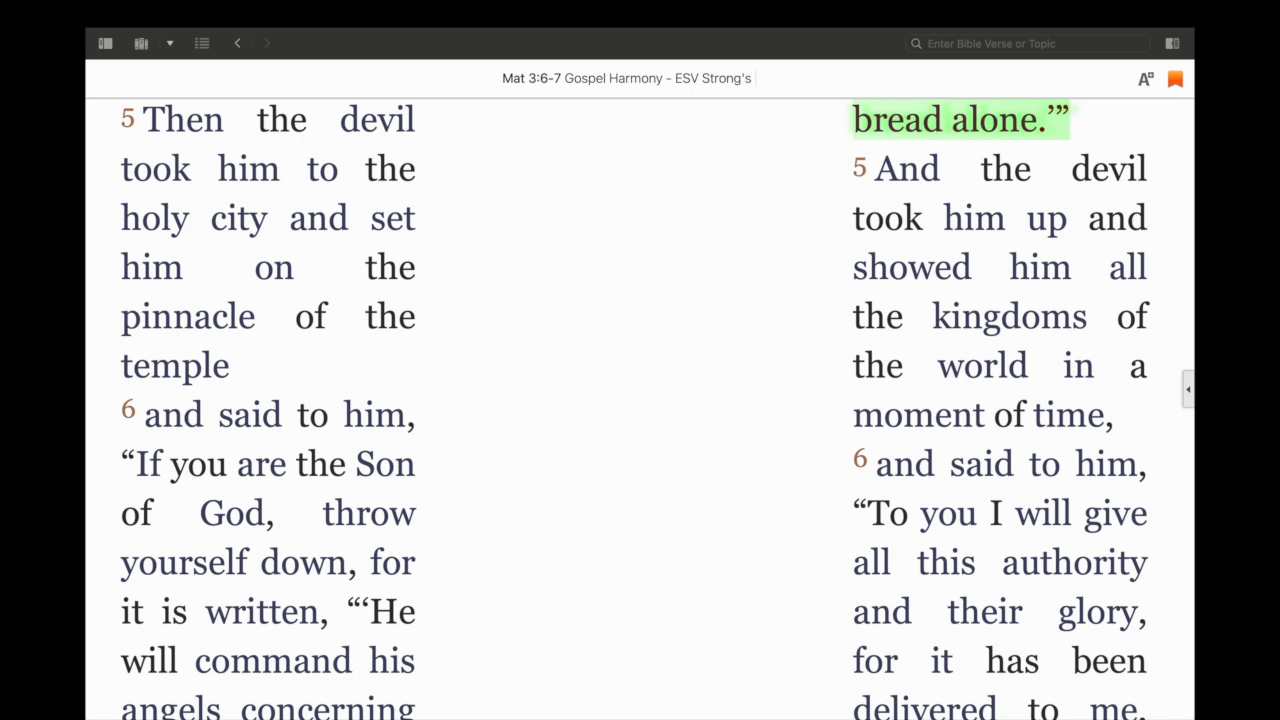 Enter Bible Verse or Topic
Mat 3:6-7 Gospel Harmony - ESV Strong's
A
5 Then the devil
took him to the
holy city and set
him on the
pinnacle of the
temple
6 and said to him,
“If you are the Son
of God, throw
yourself down, for
it is written, “‘He
will command his
angels concerning
bread alone.’”
5 And the devil
took him up and
showed him all
the kingdoms of
the world in a
moment of time,
6 and said to him,
“To you I will give
all this authority
and their glory,
for it has been
delivered to me,